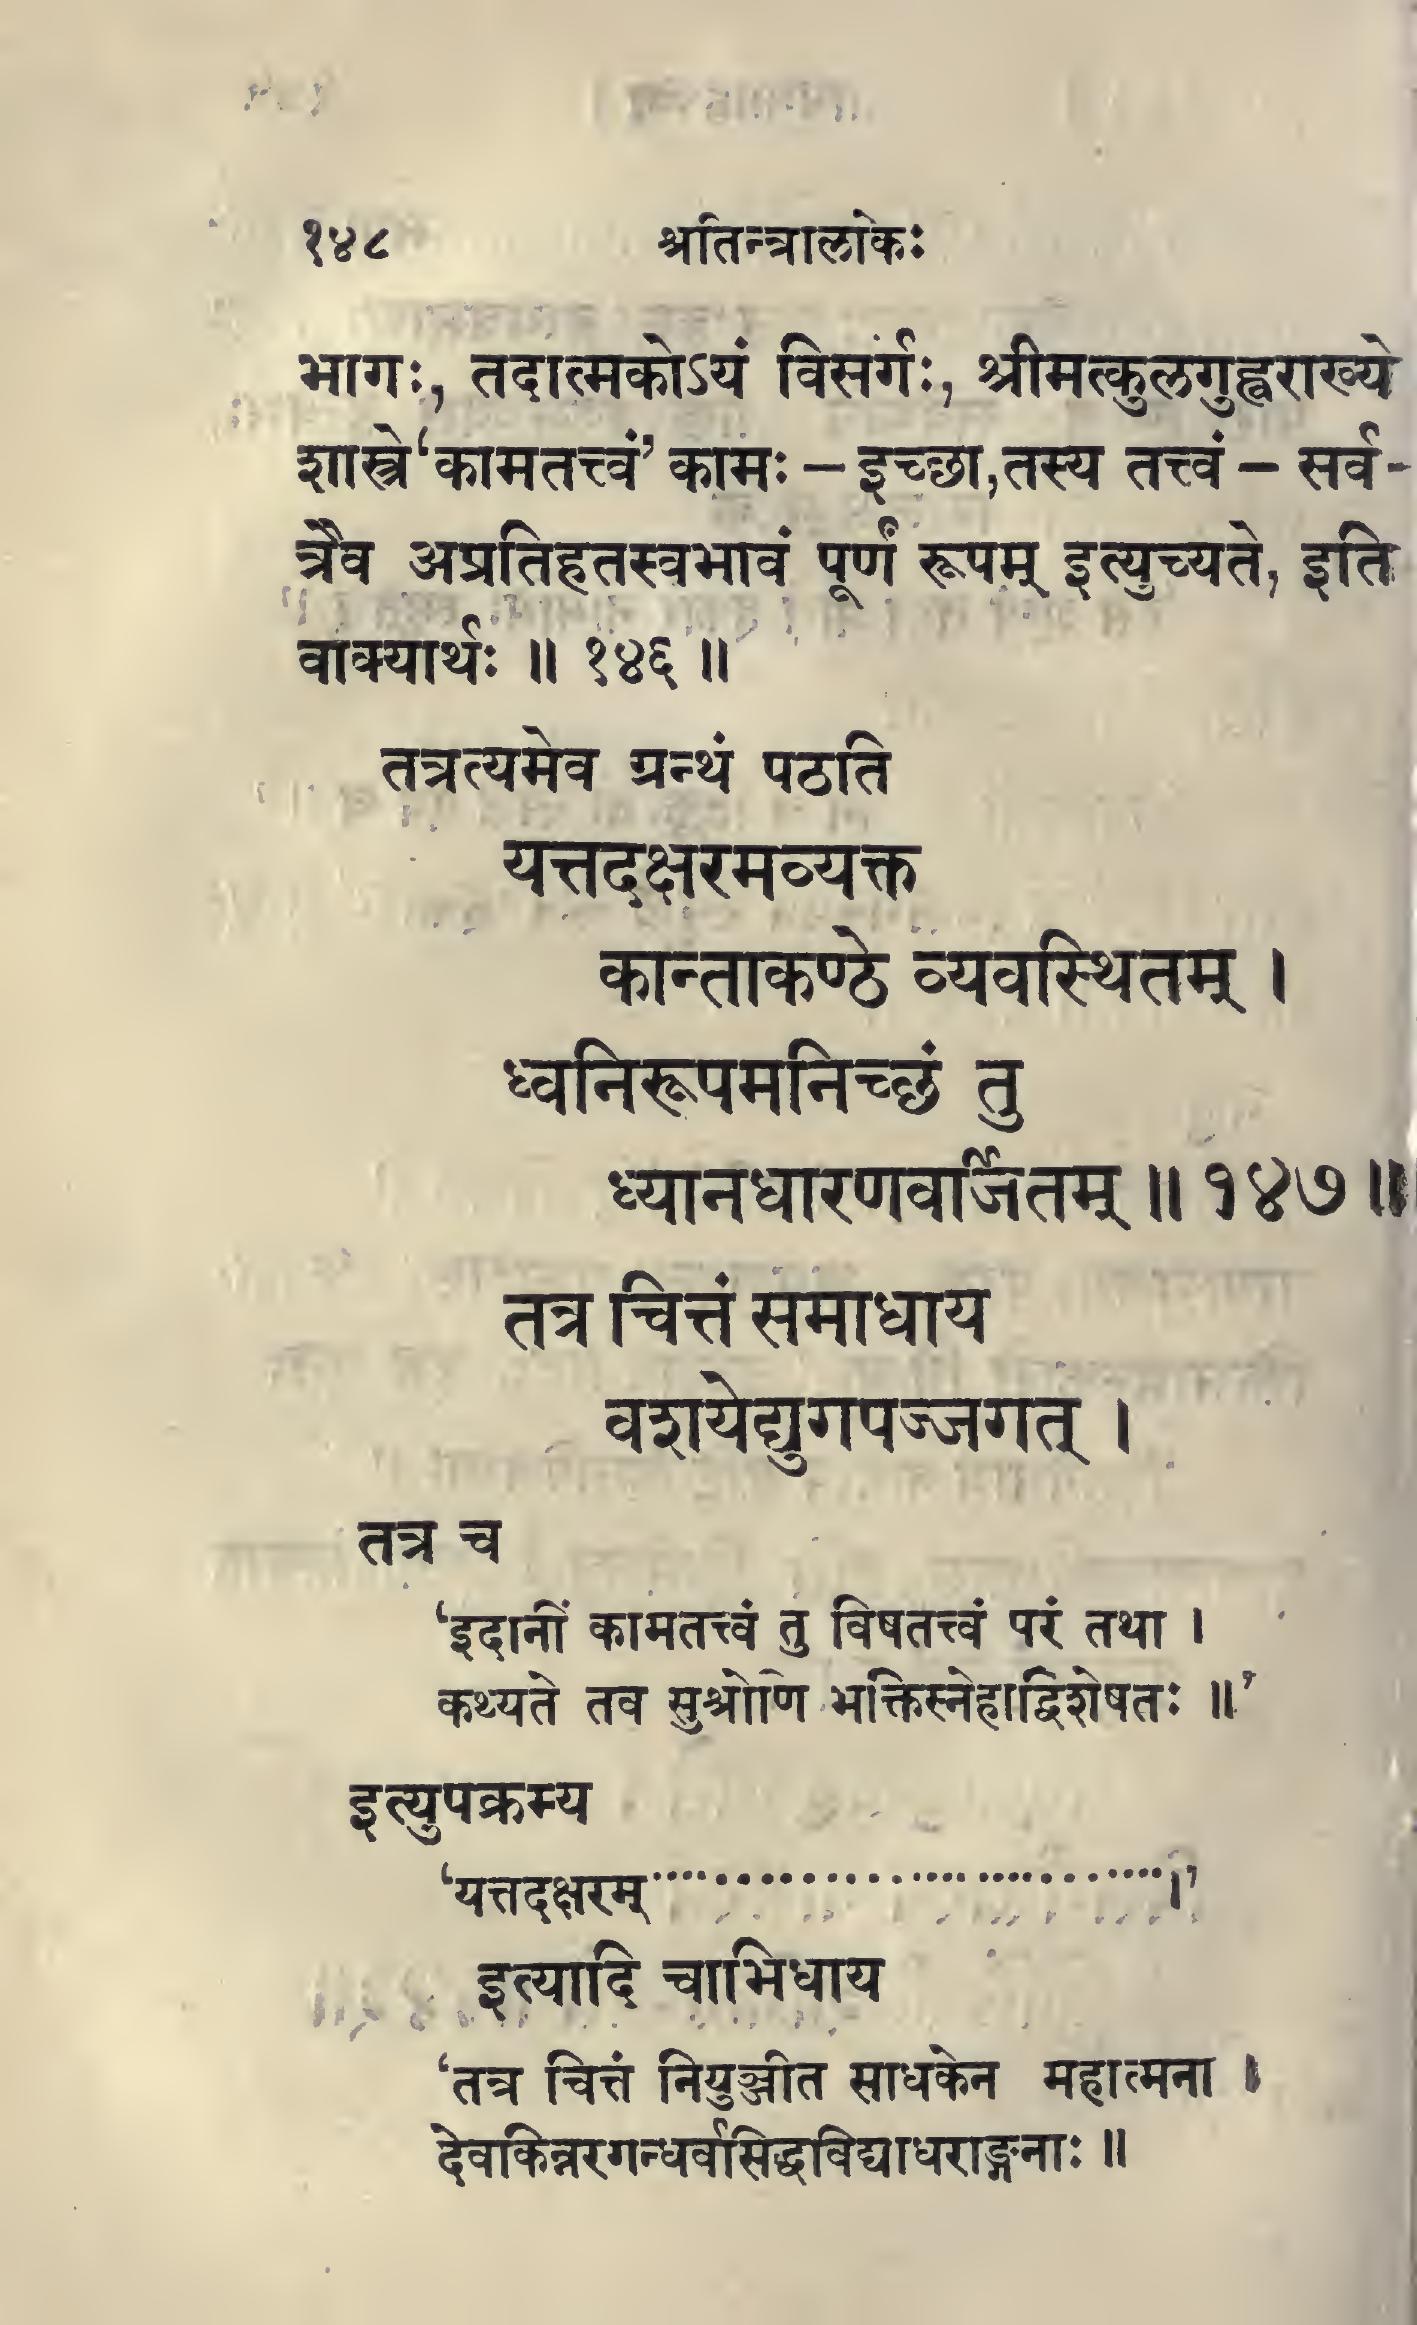 १४८ श्रीतन्त्रालोकः
भागः, तदात्मकोऽयं विसर्गः, श्रीमत्कुलगुह्वराख्ये
शास्त्रे ‘कामतत्त्वं’ कामः – इच्छा, तस्य तत्त्वं – सर्व-
त्रैव अप्रतिहतस्वभावं पूर्णं रूपम् इत्युच्यते, इति
वाक्यार्थः ॥ १४६ ॥
तत्रत्यमेव ग्रन्थं पठति
यत्तदक्षरमव्यक्त
कान्ताकण्ठे व्यवस्थितम् ।
ध्वनिरूपमनिच्छं तु
ध्यानधारणवर्जितम् ॥ १४७ ॥
तत्र चित्तं समाधाय
वशयेद्युगपज्जगत् ।
तत्र च
‘इदानीं कामतत्त्वं तु विषतत्त्वं परं तथा ।
कथ्यते तव सुश्रोणि भक्तिस्नेहाद्विशेषतः ॥’
इत्युपक्रम्य
‘यत्तदक्षरम्..............................।’
इत्यादि चाभिधाय
‘तत्र चित्तं नियुञ्जीत साधकेन महात्मना ।
देवकिन्नरगन्धर्वसिद्धविद्याधराङ्गनाः ॥